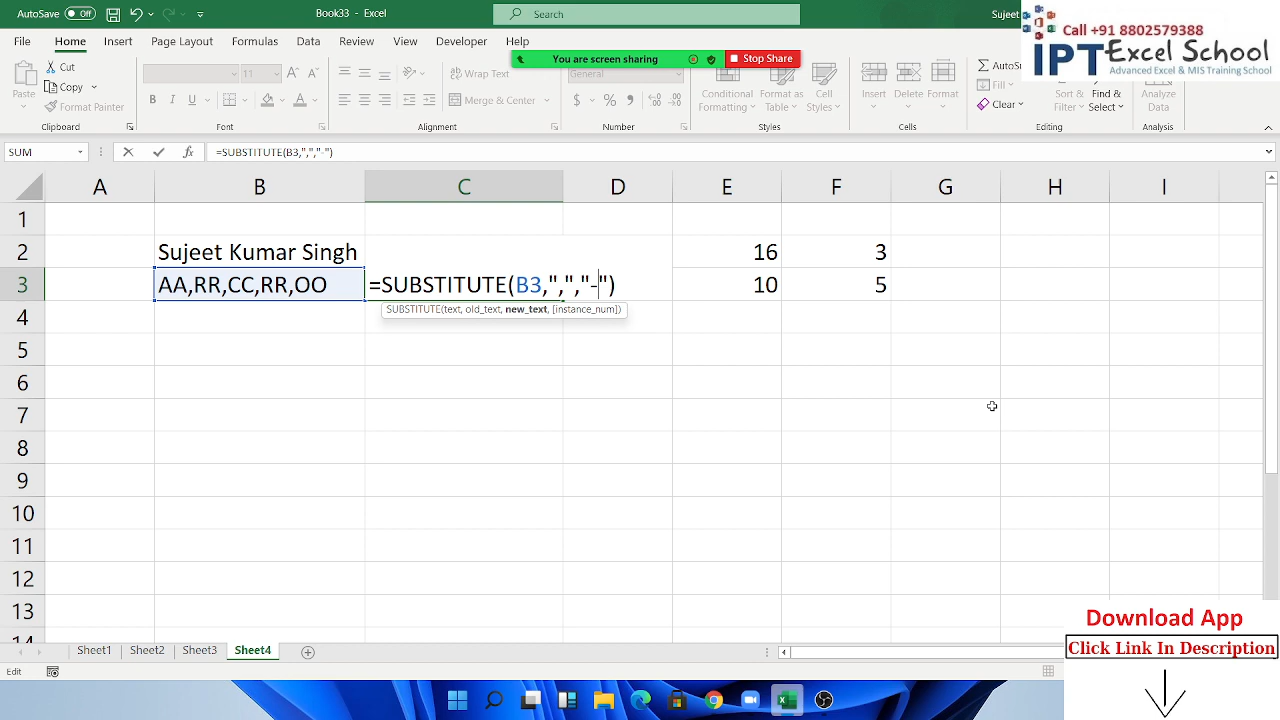 AutoSave Off Book33 - Excel Search Sujeet
Call +91 8802579388
IPT Excel School
Advanced Excel & MIS Training School
File Home Insert Page Layout Formulas Data Review View Developer Help
You are screen sharing Stop Share
Paste Cut Copy Format Painter
11 Wrap Text Merge & Center General
Conditional Formatting Format as Table Cell Styles
Insert Delete Format
Fill Clear
Sort & Filter Find & Select
Analyze Data
Clipboard Font Alignment Number Styles Cells Editing Analysis
SUM =SUBSTITUTE(B3,",","-")
A B C D E F G H I
1
2 Sujeet Kumar Singh 16 3
3 AA,RR,CC,RR,OO =SUBSTITUTE(B3,",","-") 10 5
SUBSTITUTE(text, old_text, new_text, [instance_num])
4
5
6
7
8
9
10
11
12
13
14
Download App
Click Link In Description
Sheet1 Sheet2 Sheet3 Sheet4
Edit